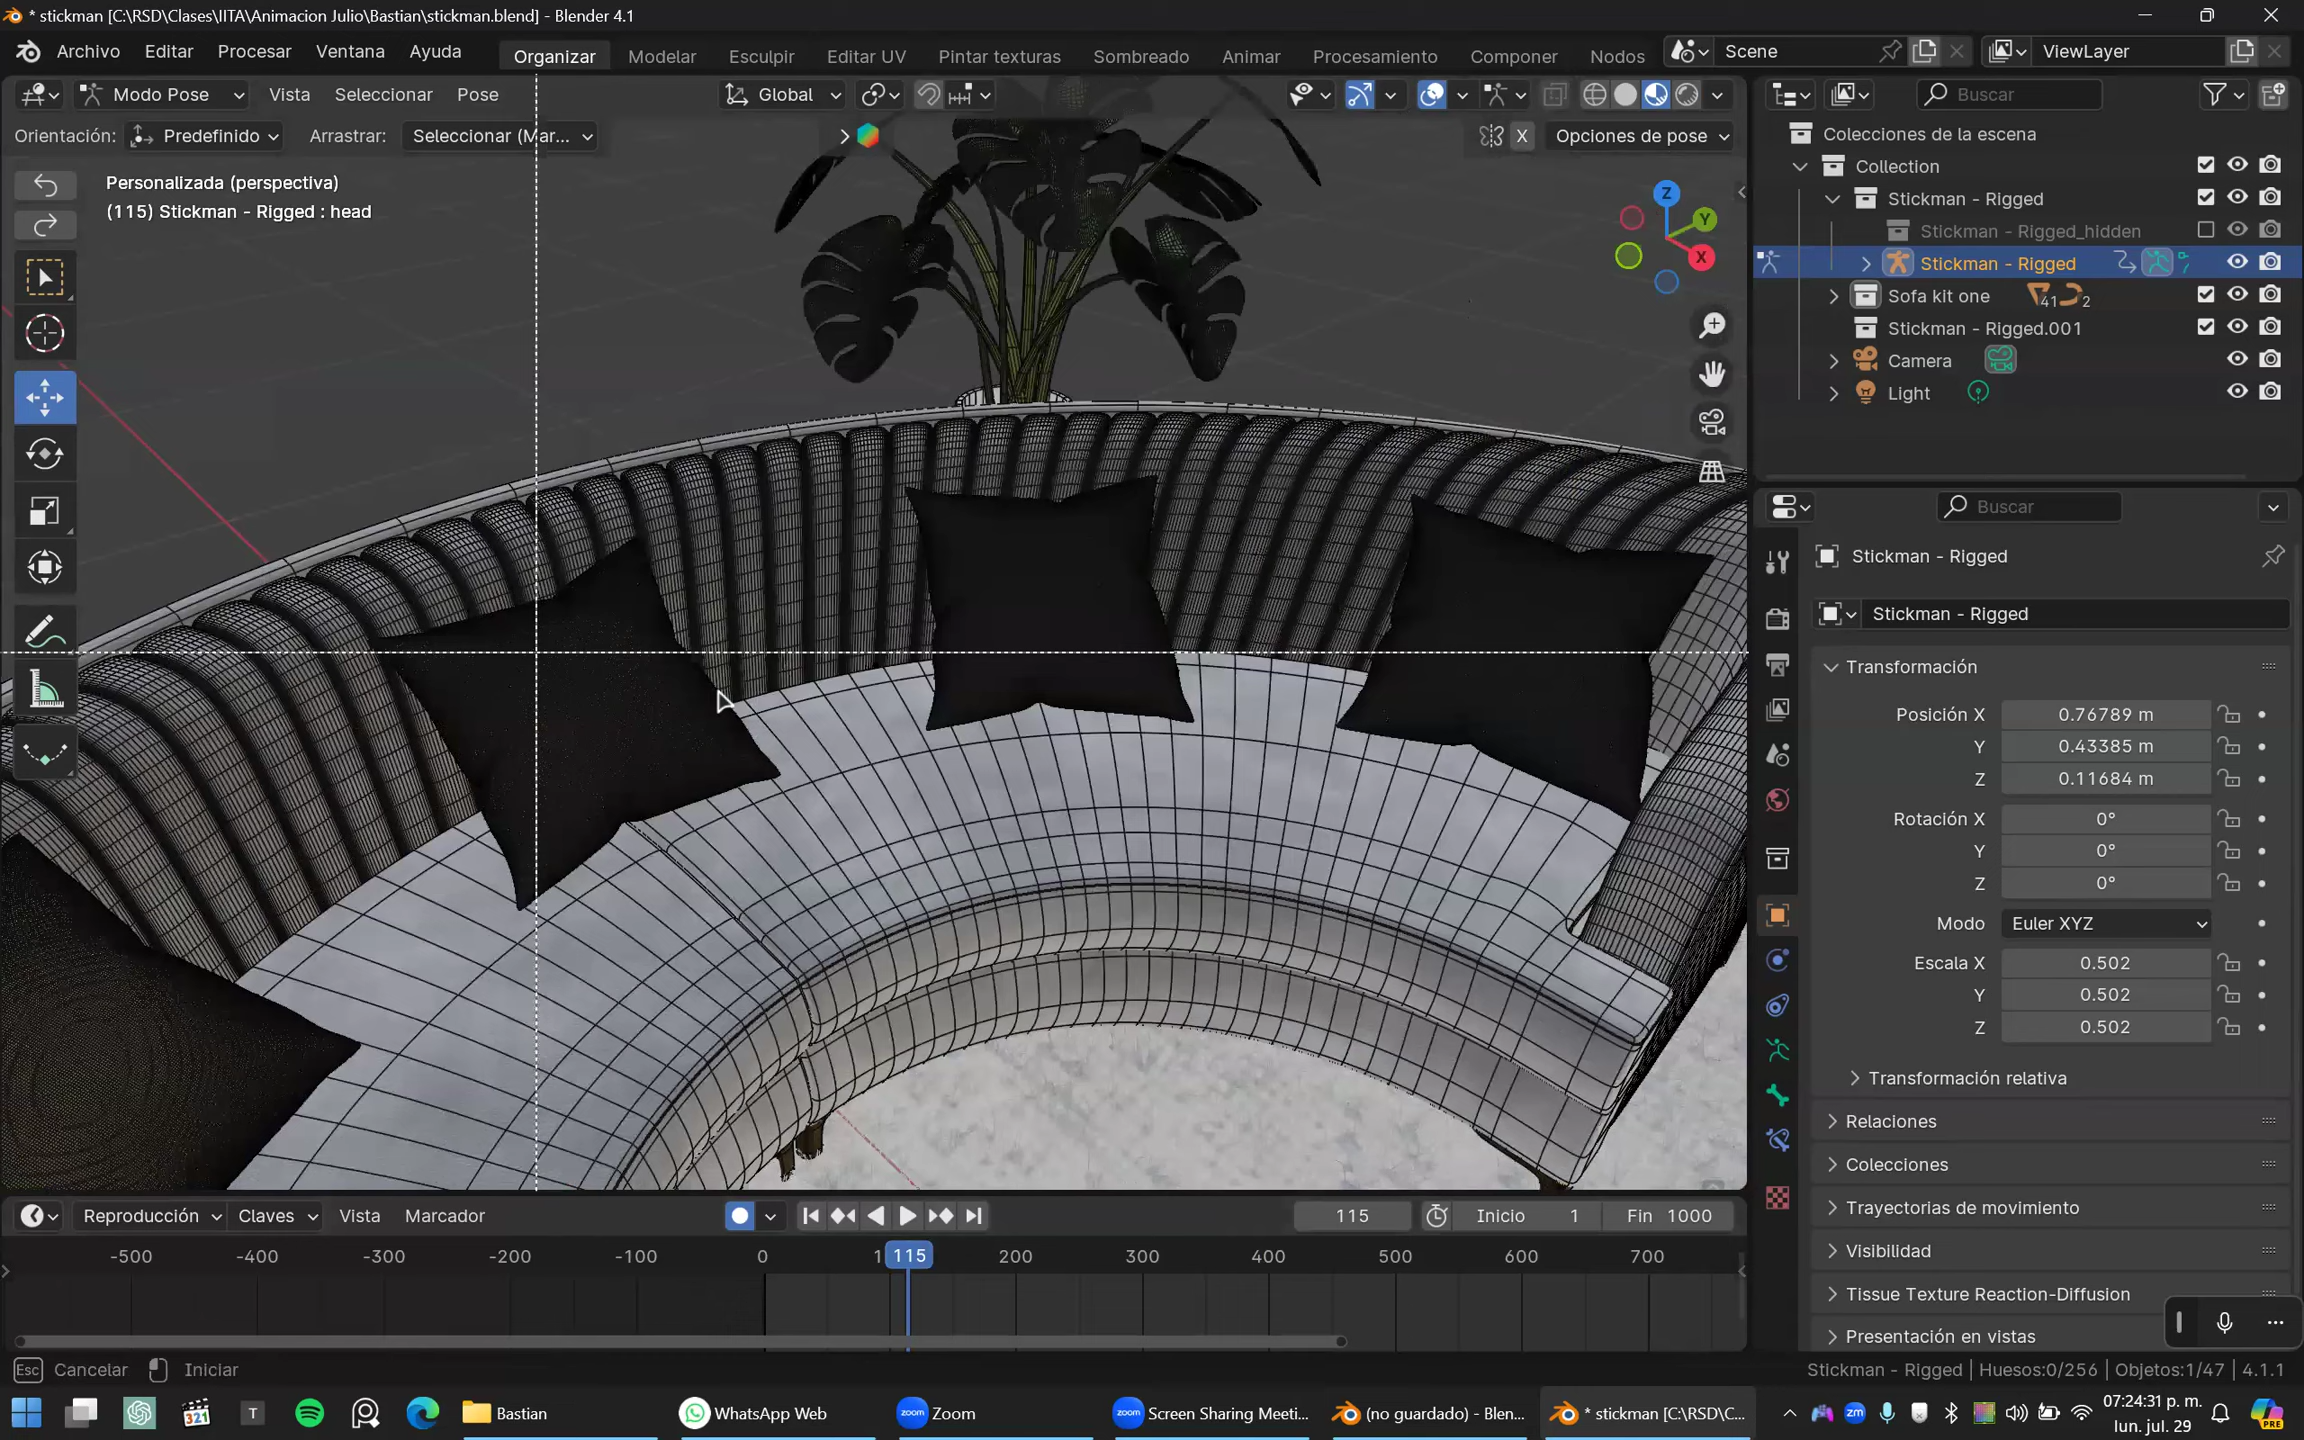 * stickman [C:\RSD\Clases\IITA\Animacion Julio\Bastian\stickman.blend] - Blender 4.1
Archivo Editar Procesar Ventana Ayuda Organizar Modelar Esculpir Editar UV Pintar texturas Sombreado Animar Procesamiento Componer Nodos Scene ViewLayer
Modo Pose Vista Seleccionar Pose Global Buscar
Orientación: Predefinido Arrastrar: Seleccionar (Mar... X Opciones de pose
Colecciones de la escena
Collection
Stickman - Rigged
Stickman - Rigged_hidden
Stickman - Rigged
Sofa kit one 41 2
Stickman - Rigged.001
Camera
Light
Personalizada (perspectiva)
(115) Stickman - Rigged : head
Z
Y
X
Buscar
Stickman - Rigged
Stickman - Rigged
Transformación
Posición X 0.76789 m
Y 0.43385 m
Z 0.11684 m
Rotación X 0°
Y 0°
Z 0°
Modo Euler XYZ
Escala X 0.502
Y 0.502
Z 0.502
Transformación relativa
Relaciones
Colecciones
Trayectorias de movimiento
Visibilidad
Tissue Texture Reaction-Diffusion
Presentación en vistas
Reproducción Claves Vista Marcador 115 Inicio 1 Fin 1000
-500 -400 -300 -200 -100 0 1 115 200 300 400 500 600 700
Esc Cancelar Iniciar Stickman - Rigged | Huesos:0/256 | Objetos:1/47 | 4.1.1
321 T Bastian WhatsApp Web zoom Zoom zoom Screen Sharing Meeti... (no guardado) - Blen... * stickman [C:\RSD\C... zm 07:24:31 p. m. PRE
lun. jul. 29